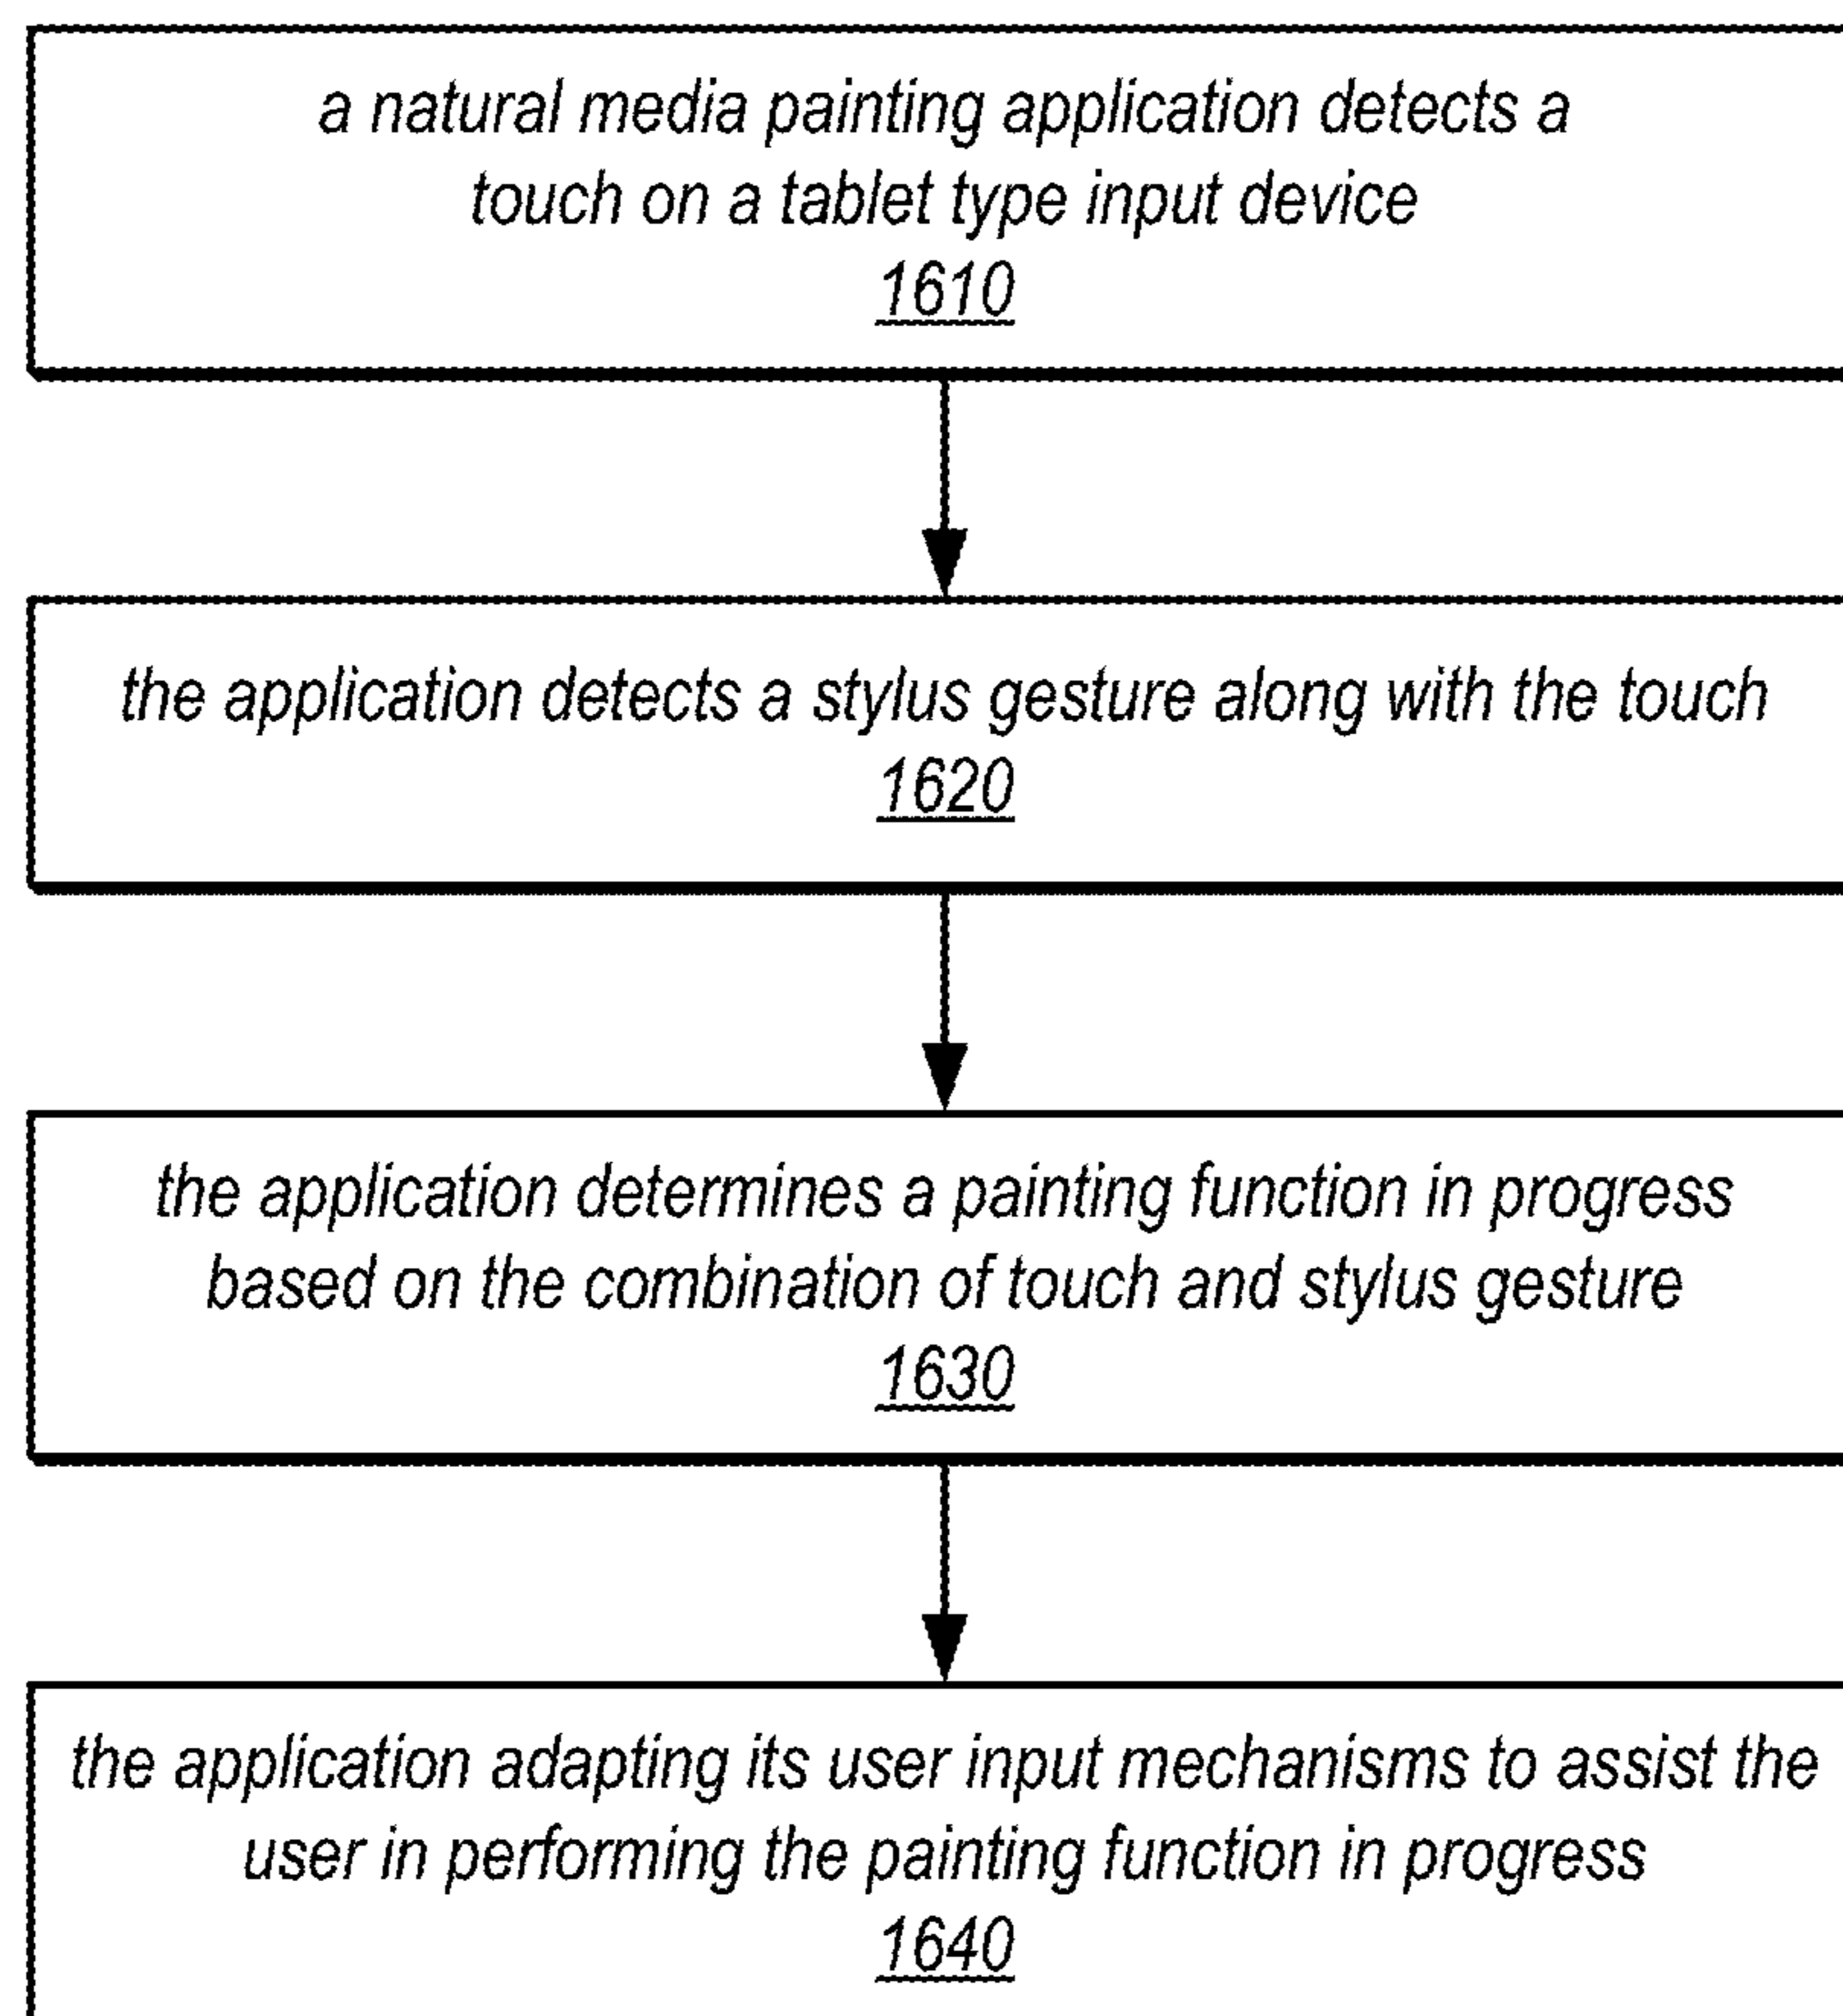 a natural media painting application detects a
touch on a tablet type input device
1610
the application detects a stylus gesture along with the touch
1620
the application determines a painting function in progress
based on the combination of touch and stylus gesture
1630
the application adapting its user input mechanisms to assist the
user in performing the painting function in progress
1640